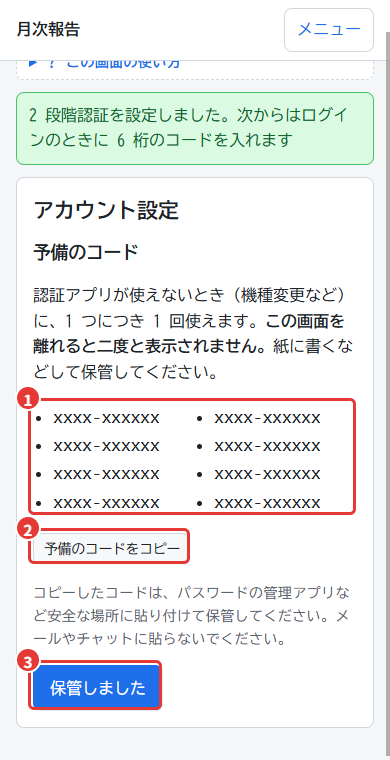 月次報告
メニュー
▶ ? この画面の使い方
2 段階認証を設定しました。次からはログイ
ンのときに 6 桁のコードを入れます
アカウント設定
予備のコード
認証アプリが使えないとき（機種変更など）
に、1 つにつき 1 回使えます。この画面を
離れると二度と表示されません。紙に書くな
どして保管してください。
1
• xxxx-xxxxxx • xxxx-xxxxxx
• xxxx-xxxxxx • xxxx-xxxxxx
• xxxx-xxxxxx • xxxx-xxxxxx
• xxxx-xxxxxx • xxxx-xxxxxx
2
予備のコードをコピー
コピーしたコードは、パスワードの管理アプリな
ど安全な場所に貼り付けて保管してください。メ
ールやチャットに貼らないでください。
3
保管しました